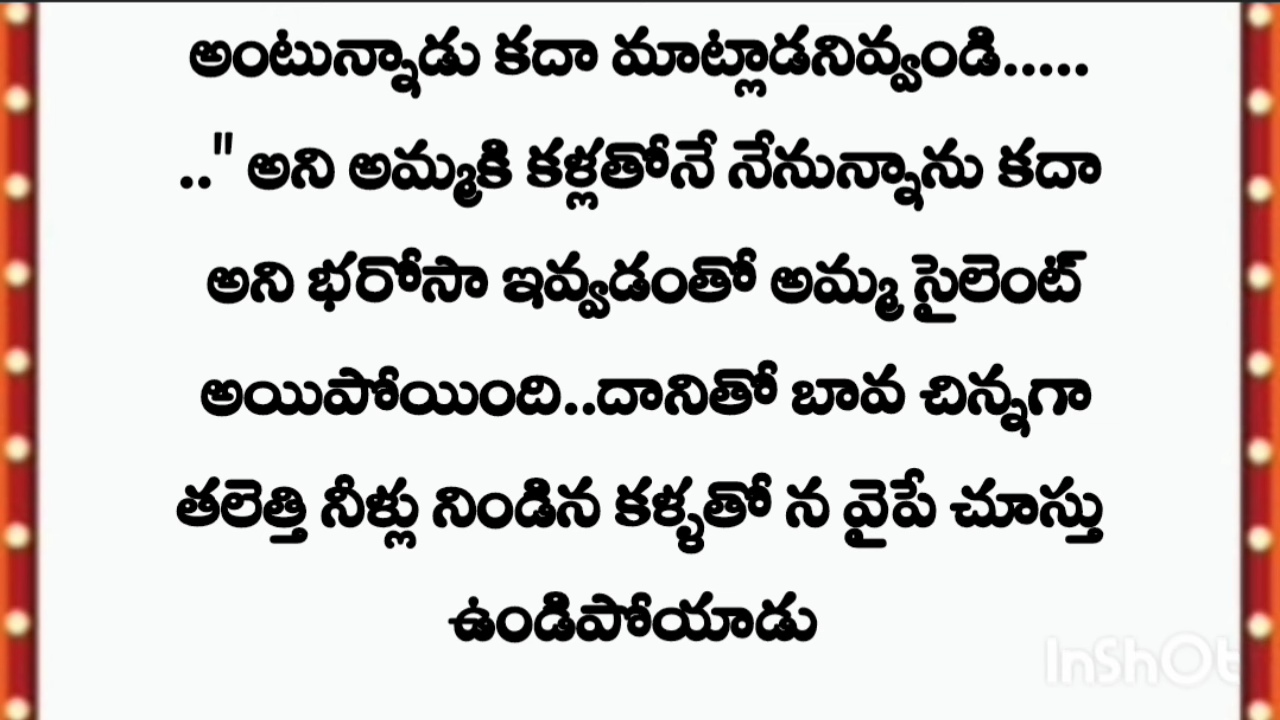 అంటున్నాడు కదా మాట్లాడనివ్వండి.....
.." అని అమ్మకి కళ్లతోనే నేనున్నాను కదా
అని భరోసా ఇవ్వడంతో అమ్మ సైలెంట్
అయిపోయింది..దానితో బావ చిన్నగా
తలెత్తి నీళ్లు నిండిన కళ్ళతో న వైపే చూస్తు
ఉండిపోయాడు
InShOt